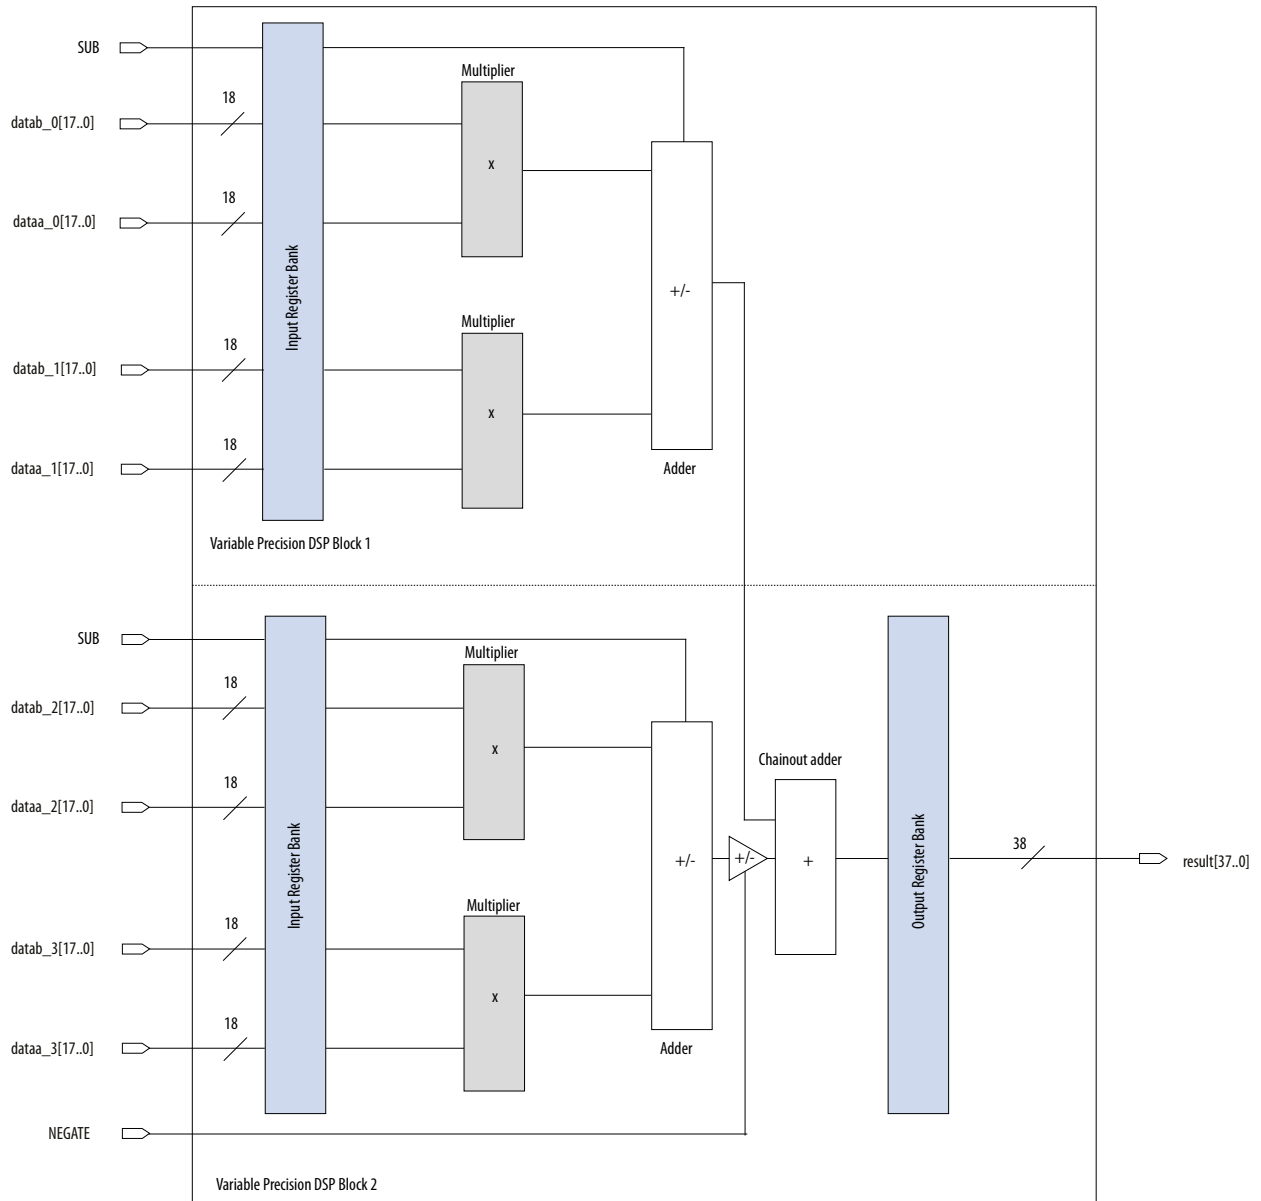 SUB
Multiplier
18
datab_0[17..0]
x
18
dataa_0[17..0]
Input Register Bank
+/-
Multiplier
18
datab_1[17..0]
x
18
dataa_1[17..0]
Adder
Variable Precision DSP Block 1
SUB
Multiplier
18
datab_2[17..0]
x
Chainout adder
18
dataa_2[17..0]
Input Register Bank
+/-
+/-
+
Output Register Bank
38
result[37..0]
Multiplier
18
datab_3[17..0]
x
18
dataa_3[17..0]
Adder
NEGATE
Variable Precision DSP Block 2